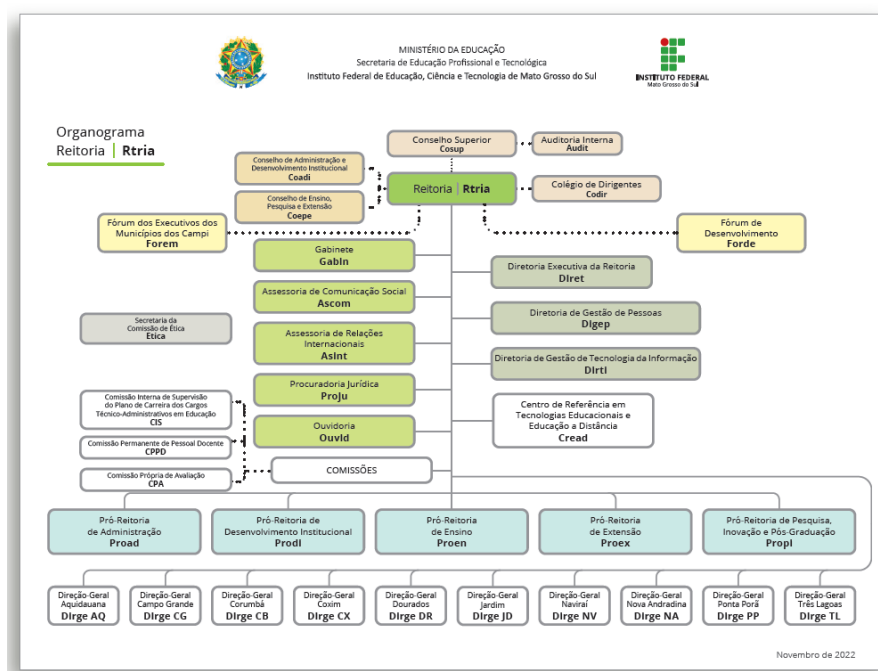 MINISTÉRIO DA EDUCAÇÃO
Secretaria de Educação Profissional e Tecnológica
Instituto Federal de Educação, Ciência e Tecnologia de Mato Grosso do Sul
INSTITUTO FEDERAL
Mato Grosso do Sul
Organograma
Reitoria | Rtria
Conselho Superior
Cosup
Auditoria Interna
Audit
Conselho de Administração e
Desenvolvimento Institucional
Coadi
Reitoria | Rtria
Colégio de Dirigentes
Codir
Conselho de Ensino,
Pesquisa e Extensão
Coepe
Fórum dos Executivos dos
Municípios dos Campi
Forem
Fórum de
Desenvolvimento
Forde
Gabinete
GabIn
Diretoria Executiva da Reitoria
DIret
Assessoria de Comunicação Social
Ascom
Diretoria de Gestão de Pessoas
DIgep
Secretaria da
Comissão de Ética
Etica
Assessoria de Relações
Internacionais
Asint
Diretoria de Gestão de Tecnologia da Informação
DIrtI
Procuradoria Jurídica
ProJu
Centro de Referência em
Tecnologias Educacionais e
Educação a Distância
Cread
Comissão Interna de Supervisão
do Plano de Carreira dos Cargos
Técnico-Administrativos em Educação
CIS
Ouvidoria
OuvId
Comissão Permanente de Pessoal Docente
CPPD
COMISSÕES
Comissão Própria de Avaliação
CPA
Pró-Reitoria
de Administração
Proad
Pró-Reitoria de
Desenvolvimento Institucional
ProdI
Pró-Reitoria
de Ensino
Proen
Pró-Reitoria
de Extensão
Proex
Pró-Reitoria de Pesquisa,
Inovação e Pós-Graduação
PropI
Direção-Geral
Aquidauana
DIrge AQ
Direção-Geral
Campo Grande
DIrge CG
Direção-Geral
Corumbá
DIrge CB
Direção-Geral
Coxim
DIrge CX
Direção-Geral
Dourados
DIrge DR
Direção-Geral
Jardim
DIrge JD
Direção-Geral
Naviraí
DIrge NV
Direção-Geral
Nova Andradina
DIrge NA
Direção-Geral
Ponta Porã
DIrge PP
Direção-Geral
Três Lagoas
DIrge TL
Novembro de 2022